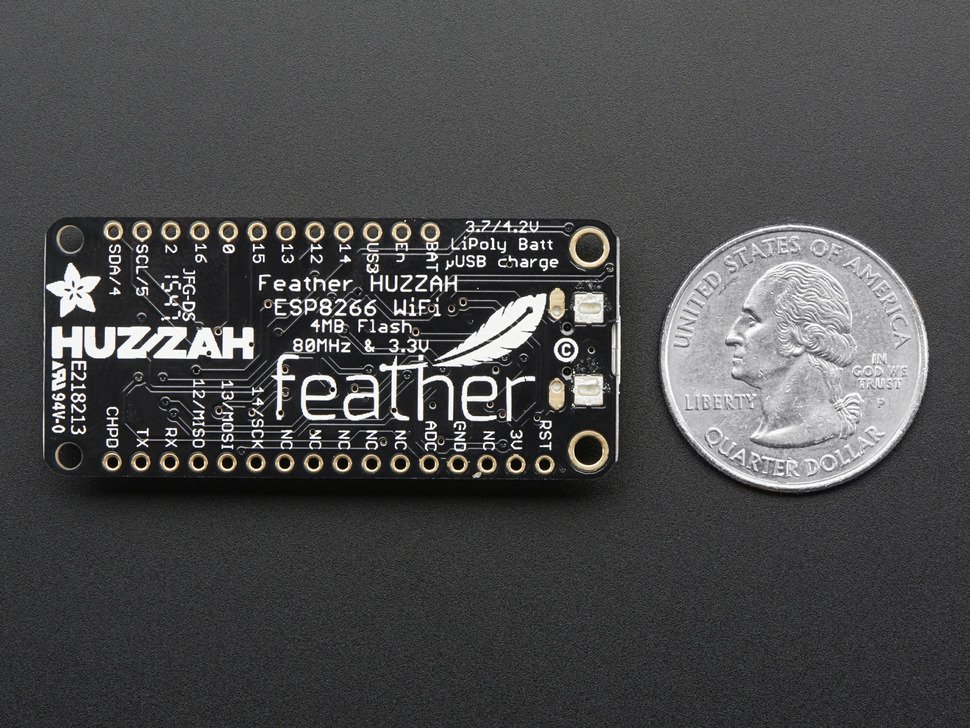 SDA/4
SCL/5
2
16
0
15
13
12
14
US3
En
BAT
3.7/4.2V
LiPoly Batt
µUSB charge
JFG-DS
Feather HUZZAH
ESP8266 WiFi
4MB Flash
80MHz & 3.3V
HUZZAH
feather
©
94V-0
E218213
CHPD
TX
RX
12/MISO
13/MOSI
14/SCK
NC
NC
NC
NC
NC
ADC
GND
NC
3V
RST
UNITED STATES OF AMERICA
LIBERTY
IN
GOD WE
TRUST
P
QUARTER DOLLAR